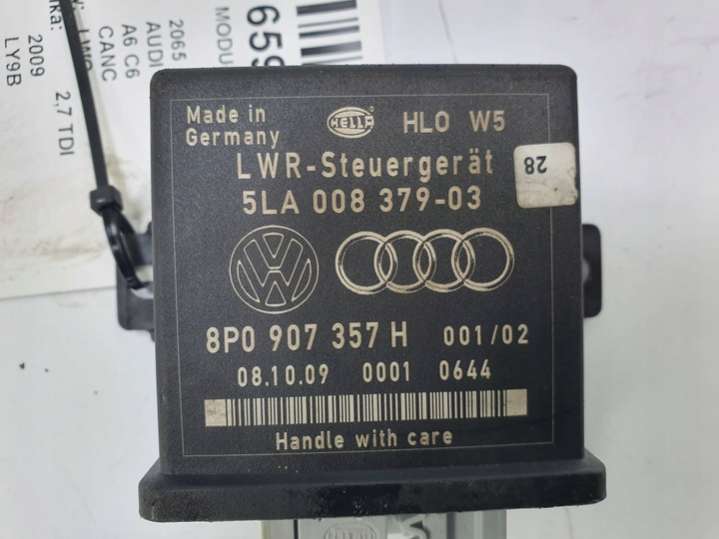 Made in
Germany
HELLA
HLO W5
LWR-Steuergerät
28
5LA 008 379-03
8P0 907 357 H 001/02
08.10.09 0001 0644
Handle with care
2065
AUDI
A6 C6
CANC
2009 2,7 TDI
LY9B
MODU
659